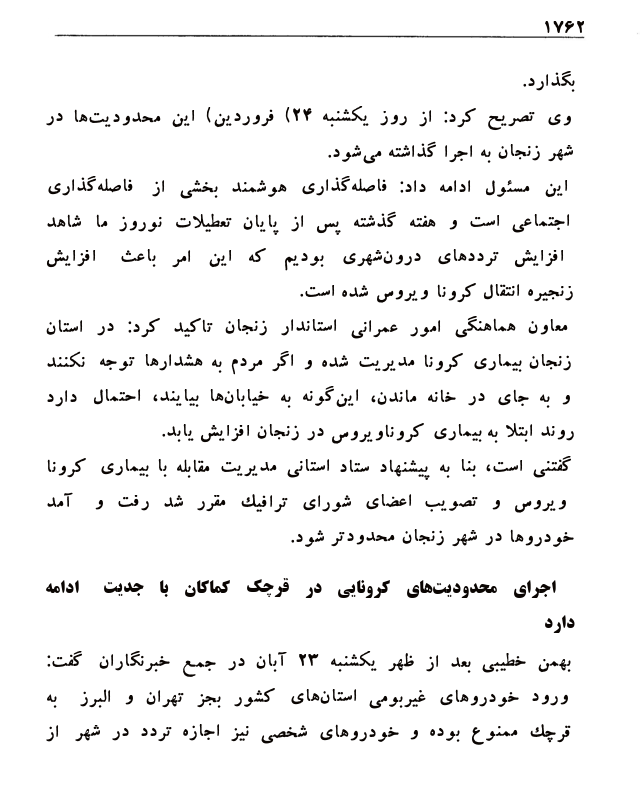 ۱۷۶۲
بگذارد.
وی تصریح کرد: از روز یکشنبه ۲۴) فروردین) این محدودیت‌ها در
شهر زنجان به اجرا گذاشته می‌شود.
این مسئول ادامه داد: فاصله‌گذاری هوشمند بخشی از فاصله‌گذاری
اجتماعی است و هفته گذشته پس از پایان تعطیلات نوروز ما شاهد
افزایش ترددهای درون‌شهری بودیم که این امر باعث افزایش
زنجیره انتقال کرونا ویروس شده است.
معاون هماهنگی امور عمرانی استاندار زنجان تاکید کرد: در استان
زنجان بیماری کرونا مدیریت شده و اگر مردم به هشدارها توجه نکنند
و به جای در خانه ماندن، این‌گونه به خیابان‌ها بیایند، احتمال دارد
روند ابتلا به بیماری کروناویروس در زنجان افزایش یابد.
گفتنی است، بنا به پیشنهاد ستاد استانی مدیریت مقابله با بیماری کرونا
ویروس و تصویب اعضای شورای ترافیك مقرر شد رفت و آمد
خودروها در شهر زنجان محدودتر شود.
اجرای محدودیت‌های کرونایی در قرچک کماکان با جدیت ادامه
دارد
بهمن خطیبی بعد از ظهر یکشنبه ۲۳ آبان در جمع خبرنگاران گفت:
ورود خودروهای غیربومی استان‌های کشور بجز تهران و البرز به
قرچك ممنوع بوده و خودروهای شخصی نیز اجازه تردد در شهر از